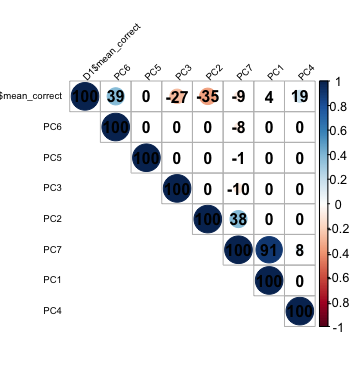 D1$mean_correct PC6 PC5 PC3 PC2 PC7 PC1 PC4
$mean_correct 100 39 0 -27 -35 -9 4 19
PC6 100 0 0 0 -8 0 0
PC5 100 0 0 -1 0 0
PC3 100 0 -10 0 0
PC2 100 38 0 0
PC7 100 91 8
PC1 100 0
PC4 100
1
0.8
0.6
0.4
0.2
0
-0.2
-0.4
-0.6
-0.8
-1